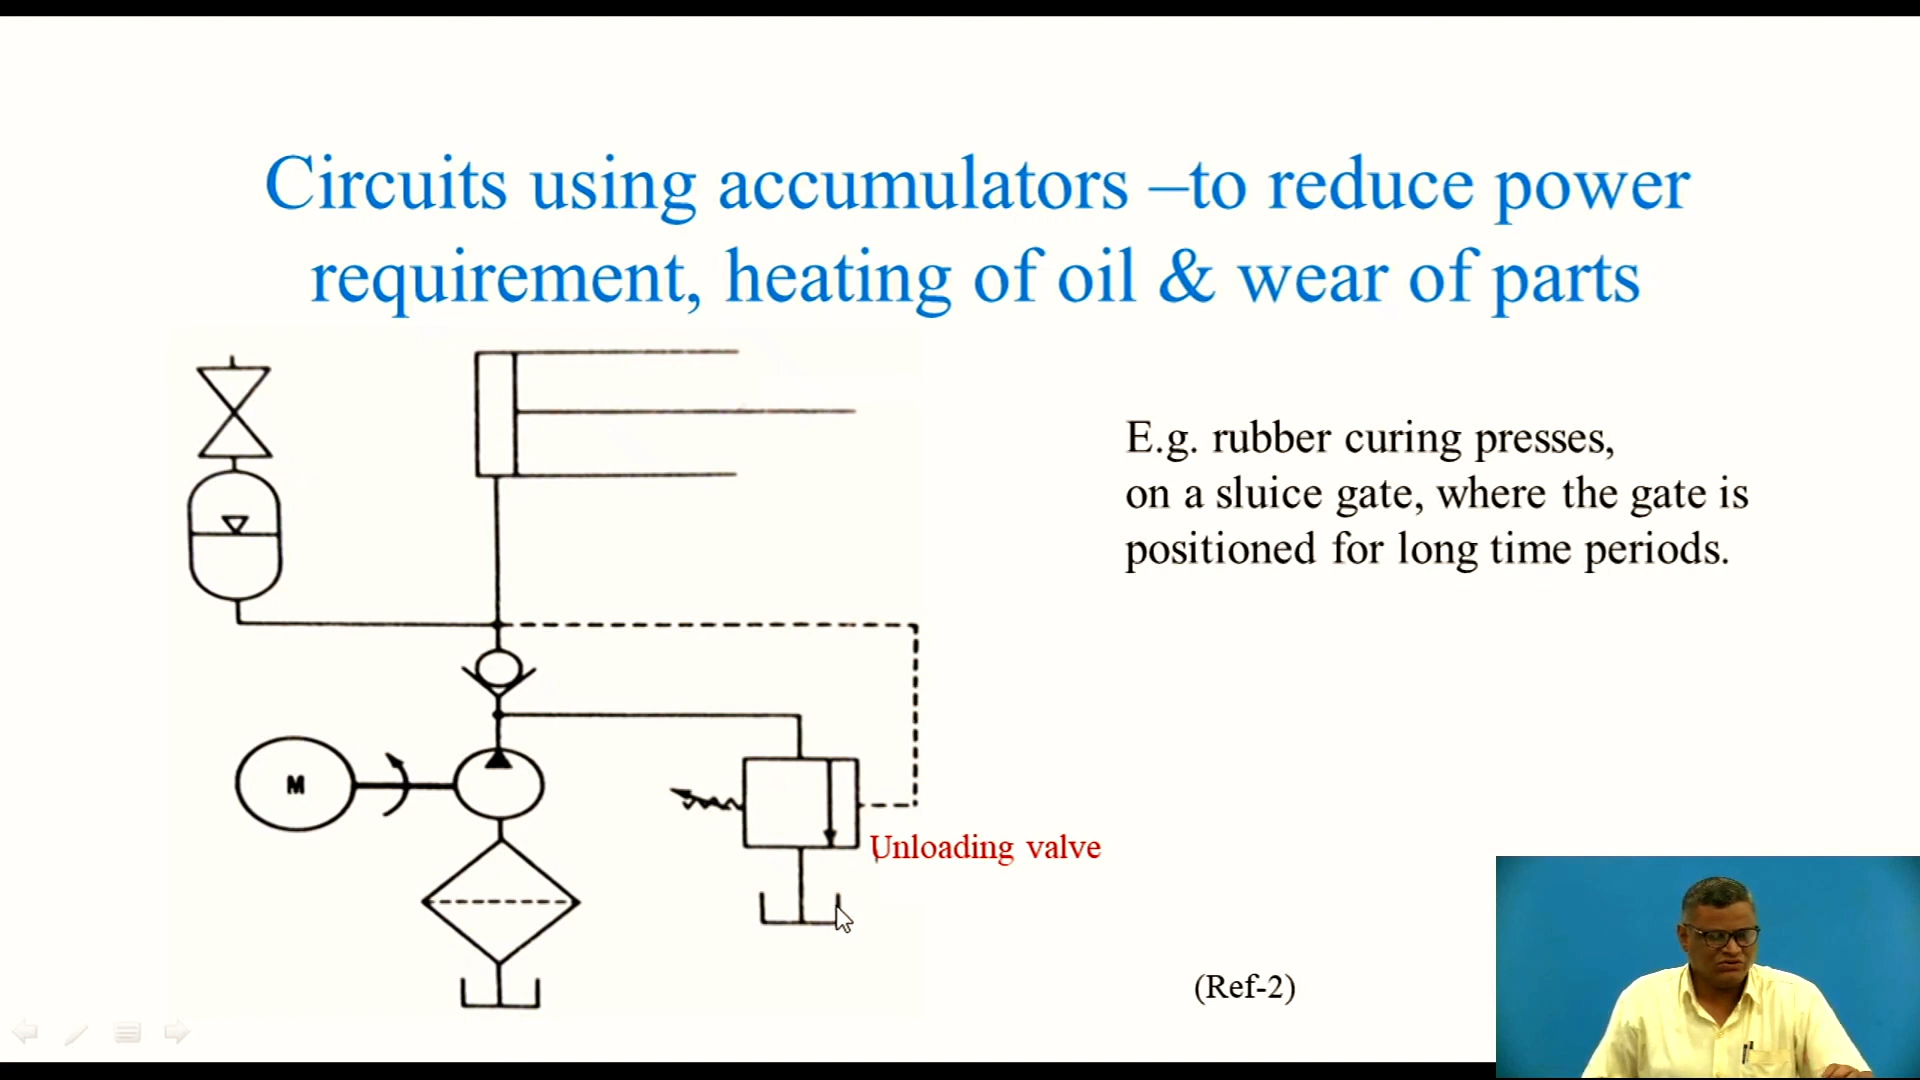 Circuits using accumulators –to reduce power
requirement, heating of oil & wear of parts
E.g. rubber curing presses,
on a sluice gate, where the gate is
positioned for long time periods.
M
Unloading valve
(Ref-2)